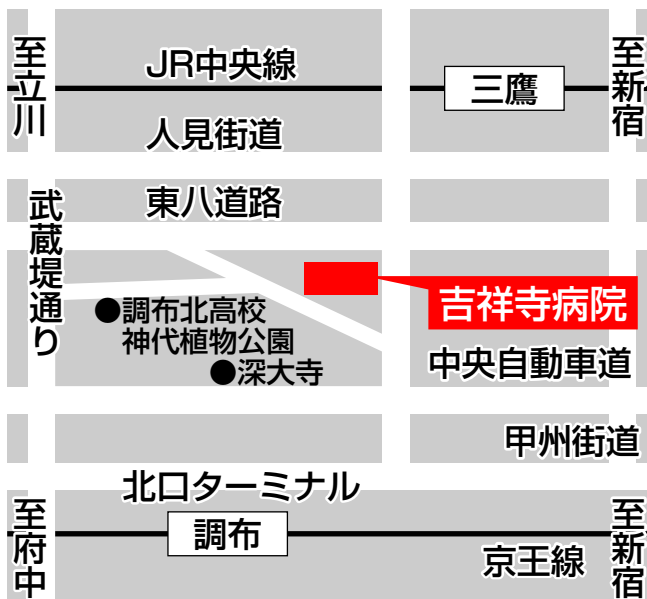 至立川
JR中央線
三鷹
至新宿
人見街道
東八道路
武蔵堤通り
吉祥寺病院
●調布北高校
神代植物公園
●深大寺
中央自動車道
甲州街道
北口ターミナル
至府中
調布
京王線
至新宿